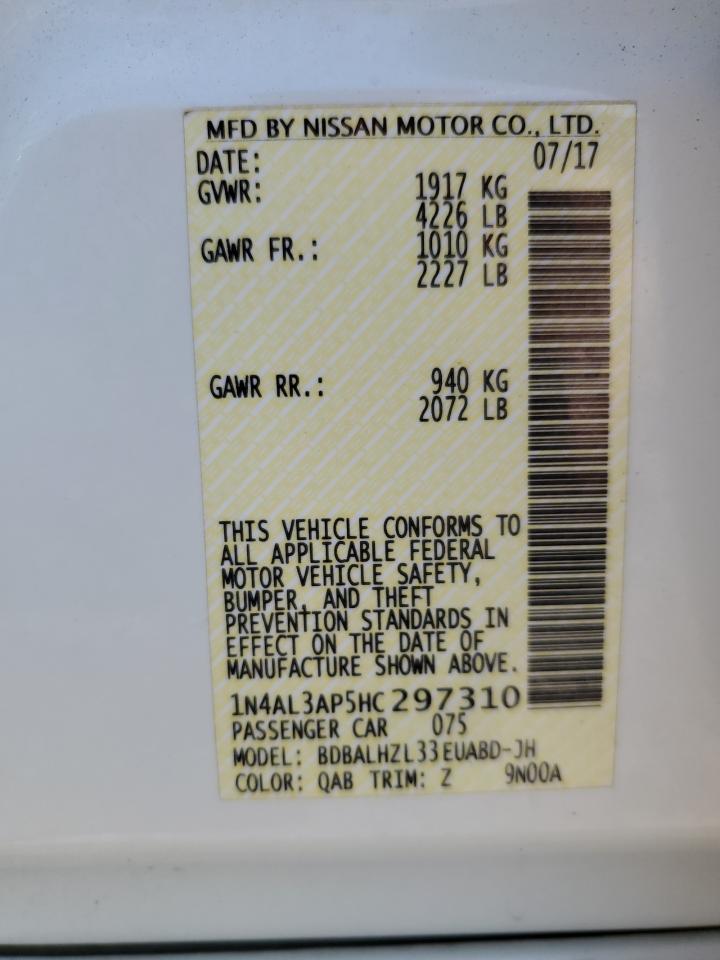 MFD BY NISSAN MOTOR CO., LTD.
DATE: 07/17
GVWR: 1917 KG
4226 LB
GAWR FR.: 1010 KG
2227 LB
GAWR RR.: 940 KG
2072 LB
THIS VEHICLE CONFORMS TO
ALL APPLICABLE FEDERAL
MOTOR VEHICLE SAFETY,
BUMPER, AND THEFT
PREVENTION STANDARDS IN
EFFECT ON THE DATE OF
MANUFACTURE SHOWN ABOVE.
1N4AL3AP5HC297310
PASSENGER CAR 075
MODEL: BDBALHZL33EUABD-JH
COLOR: QAB TRIM: Z 9N00A